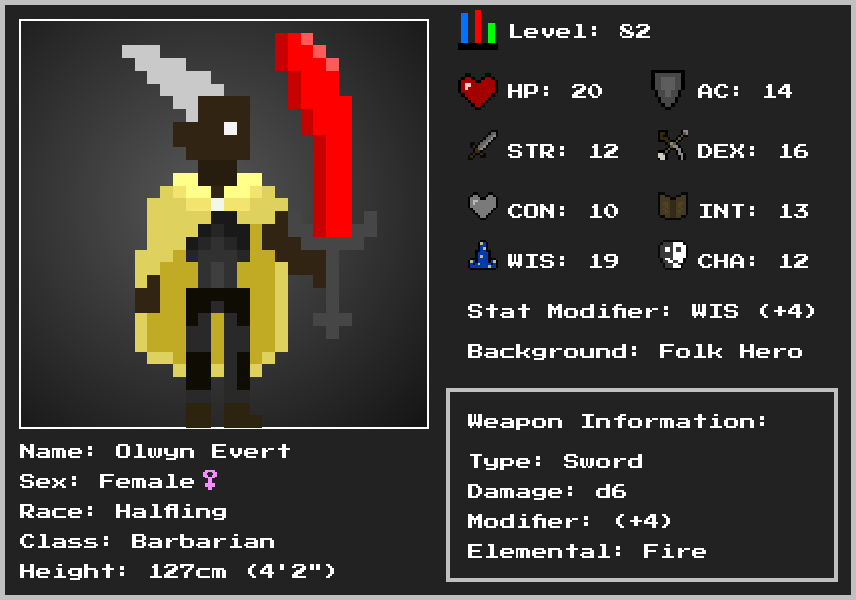 Level: 82
HP: 20
AC: 14
STR: 12
DEX: 16
CON: 10
INT: 13
WIS: 19
CHA: 12
Stat Modifier: WIS (+4)
Background: Folk Hero
Weapon Information:
Type: Sword
Damage: d6
Modifier: (+4)
Elemental: Fire
Name: Olwyn Evert
Sex: Female♀
Race: Halfling
Class: Barbarian
Height: 127cm (4'2")